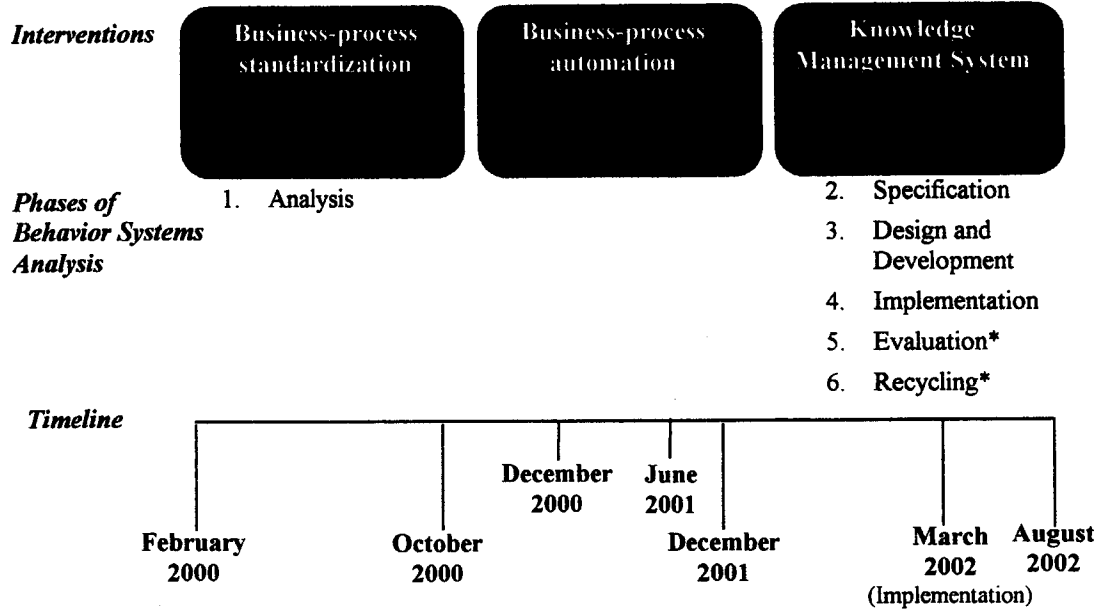 Interventions
Business-process
standardization
Business-process
automation
Knowledge
Management System
Phases of
Behavior Systems
Analysis
1. Analysis
2. Specification
3. Design and
Development
4. Implementation
5. Evaluation*
6. Recycling*
Timeline
December
2000
June
2001
February
2000
October
2000
December
2001
March
2002
(Implementation)
August
2002